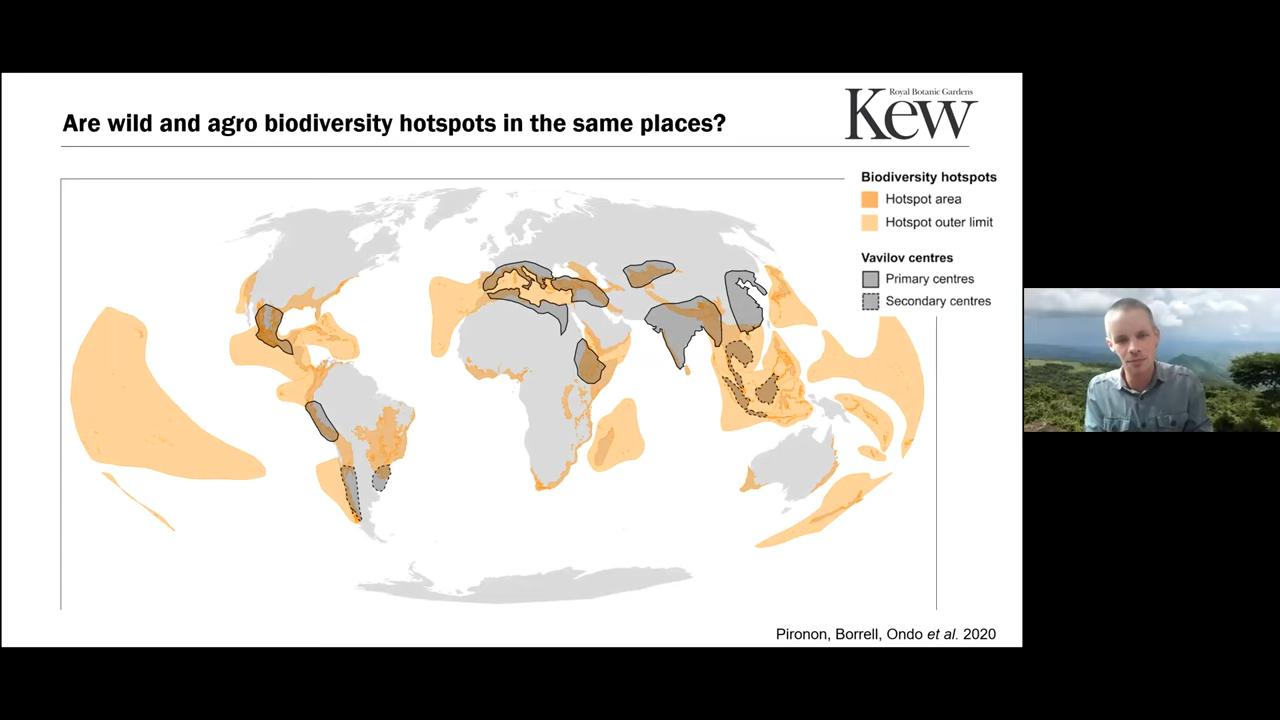 Are wild and agro biodiversity hotspots in the same places?
Royal Botanic Gardens
Kew
Biodiversity hotspots
Hotspot area
Hotspot outer limit
Vavilov centres
Primary centres
Secondary centres
Pironon, Borrell, Ondo et al. 2020